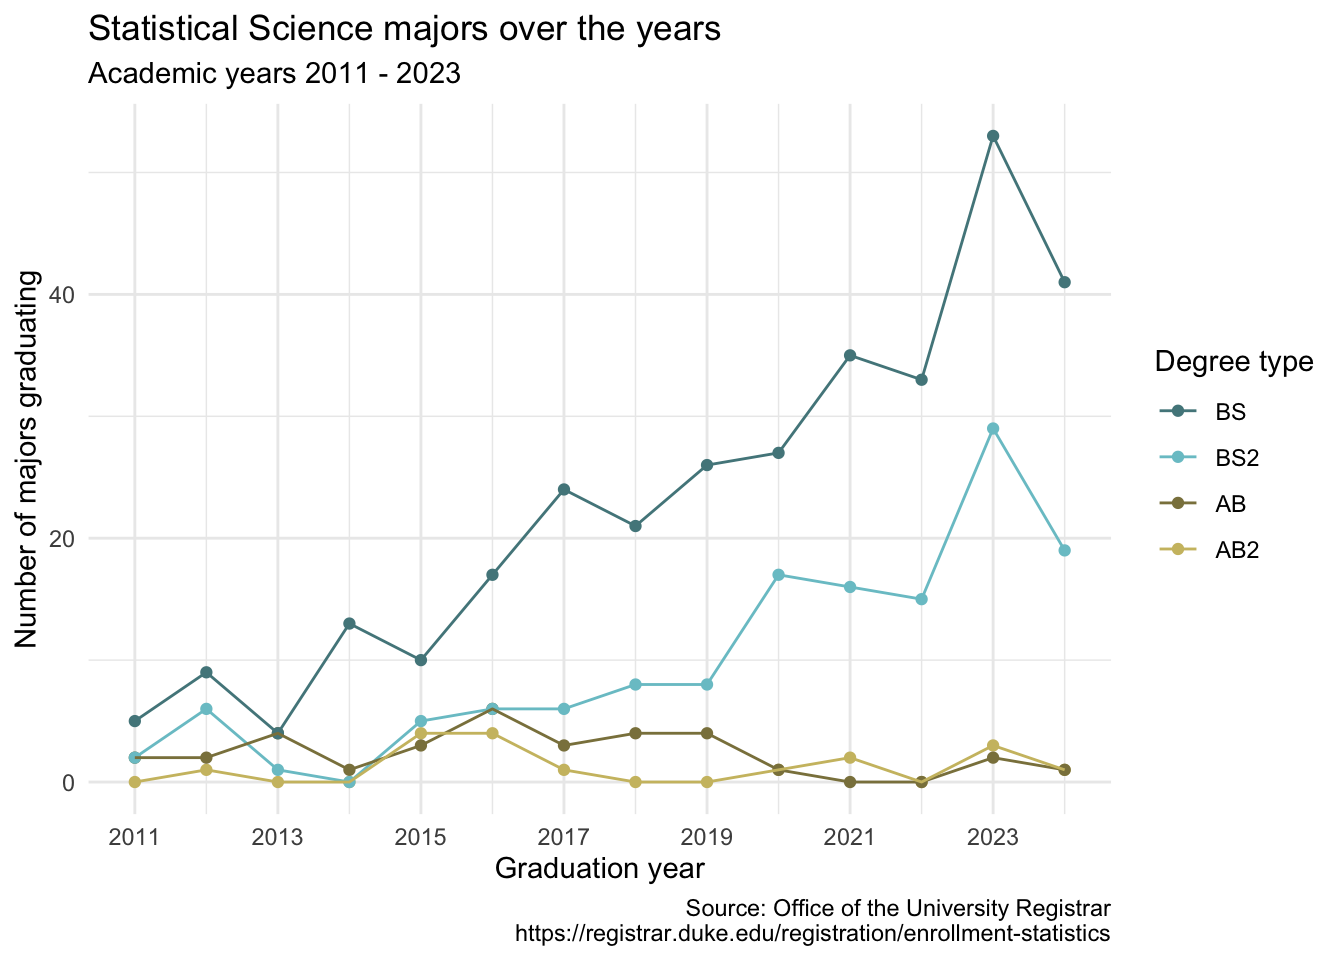 Statistical Science majors over the years
Academic years 2011 - 2023
Number of majors graduating
40
20
0
2011 2013 2015 2017 2019 2021 2023
Graduation year
Degree type
BS
BS2
AB
AB2
Source: Office of the University Registrar
https://registrar.duke.edu/registration/enrollment-statistics